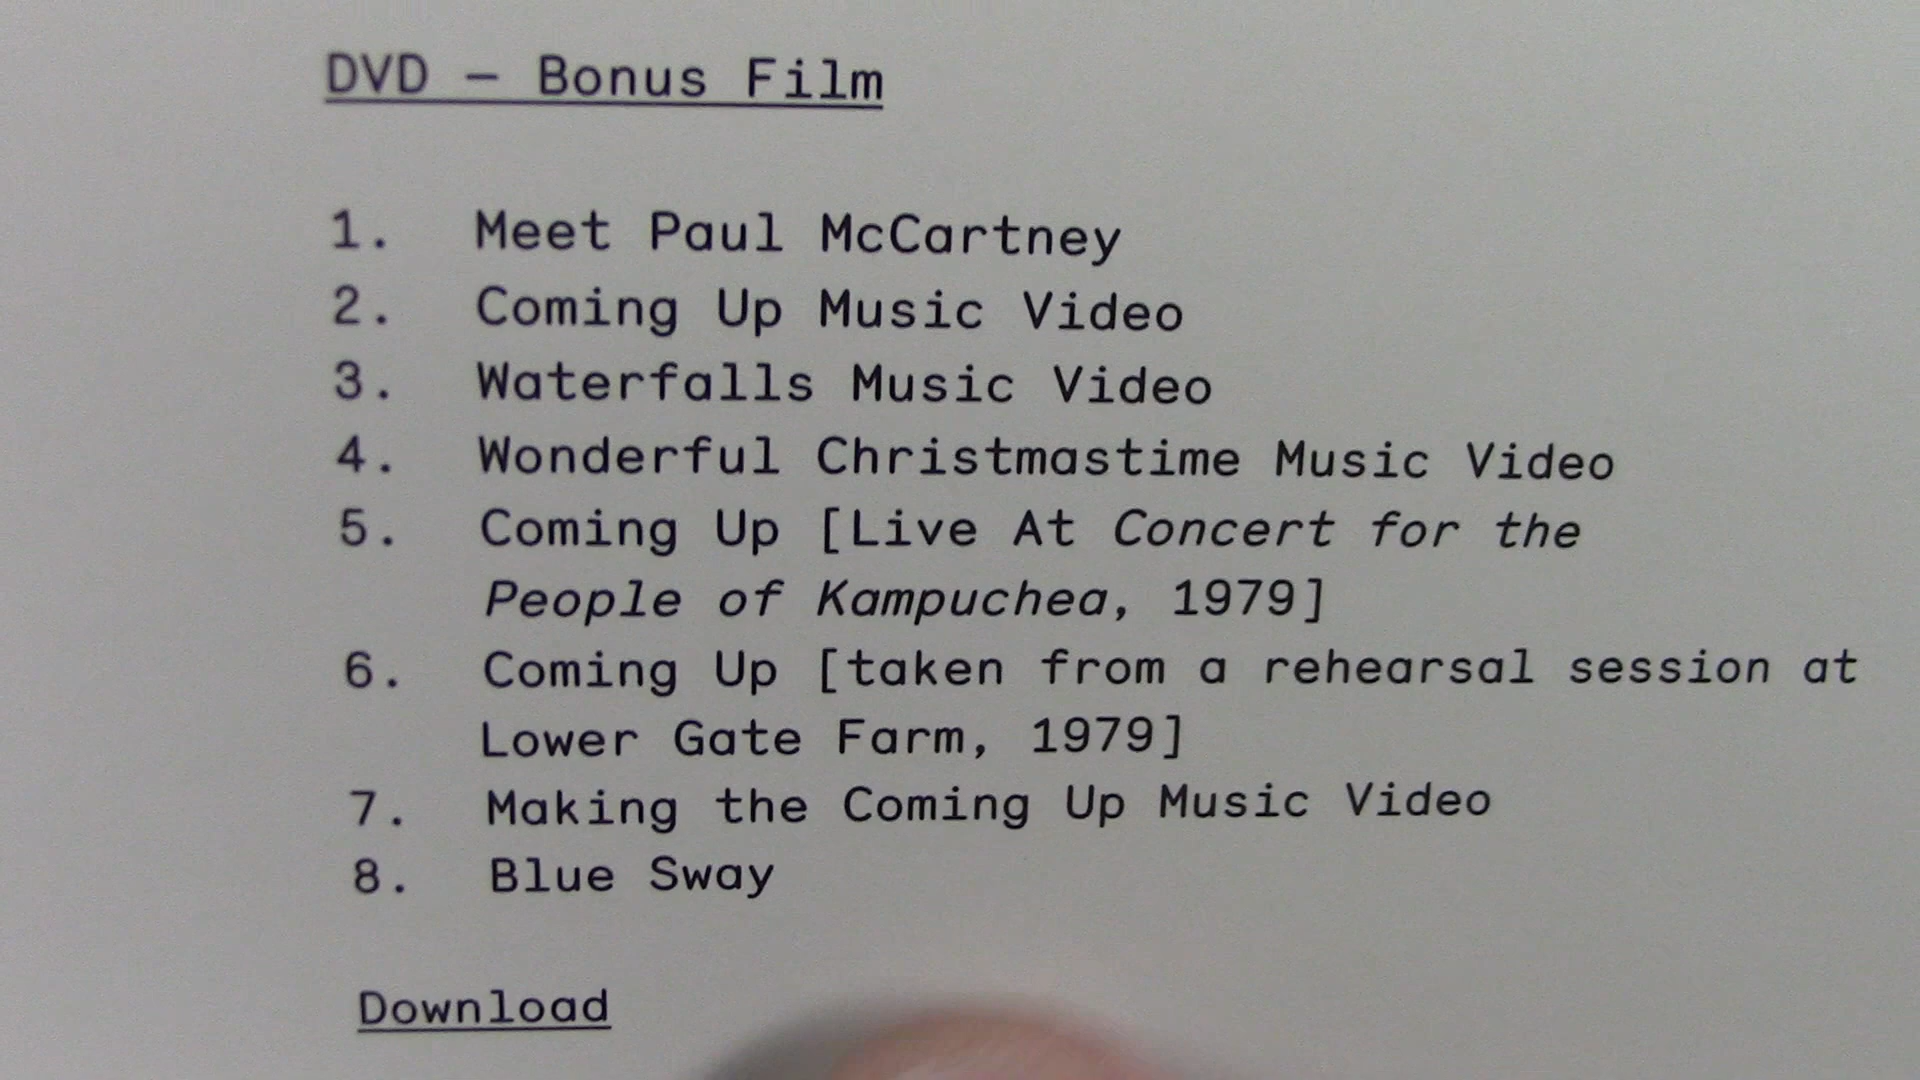 DVD – Bonus Film
1. Meet Paul McCartney
2. Coming Up Music Video
3. Waterfalls Music Video
4. Wonderful Christmastime Music Video
5. Coming Up [Live At Concert for the
People of Kampuchea, 1979]
6. Coming Up [taken from a rehearsal session at
Lower Gate Farm, 1979]
7. Making the Coming Up Music Video
8. Blue Sway
Download